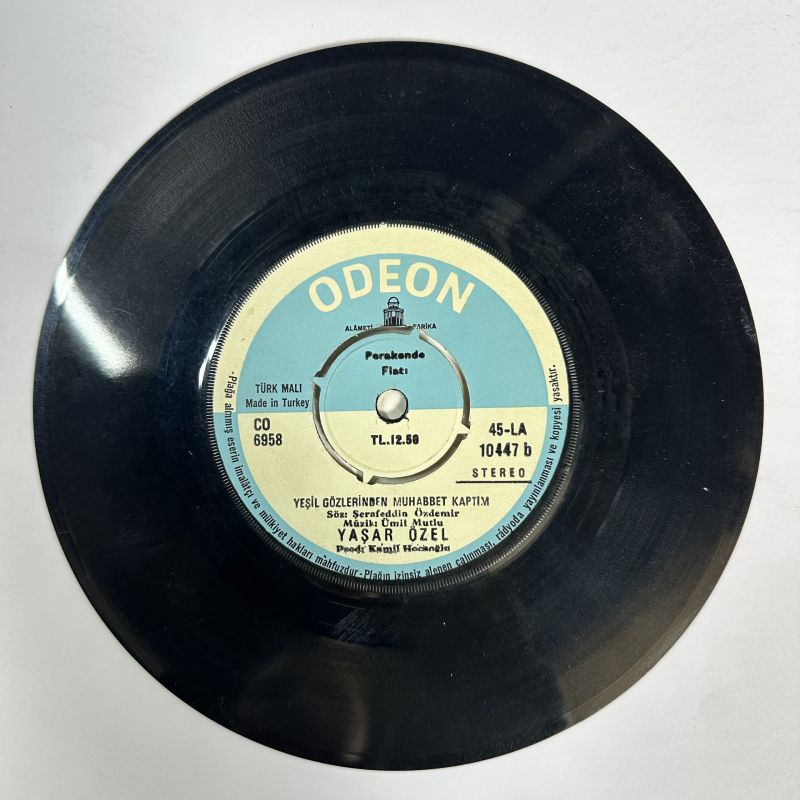 ODEON
ALÂMETİ FARİKA
Perakende
Fiatı
TÜRK MALI
Made in Turkey
CO
6958
TL.12.50
45-LA
10447 b
STEREO
YEŞİL GÖZLERİNDEN MUHABBET KAPTIM
Söz: Şerafeddin Özdemir
Müzik: Ümil Mutlu
YAŞAR ÖZEL
Prod: Kamil Hocaoğlu
-Plağa alınmış eserin imalâtçı ve mülkiyet hakları mahfuzdur-Plağın izinsiz alenen çalınması, radyoda yayınlanması ve kopyesi yasaktır.